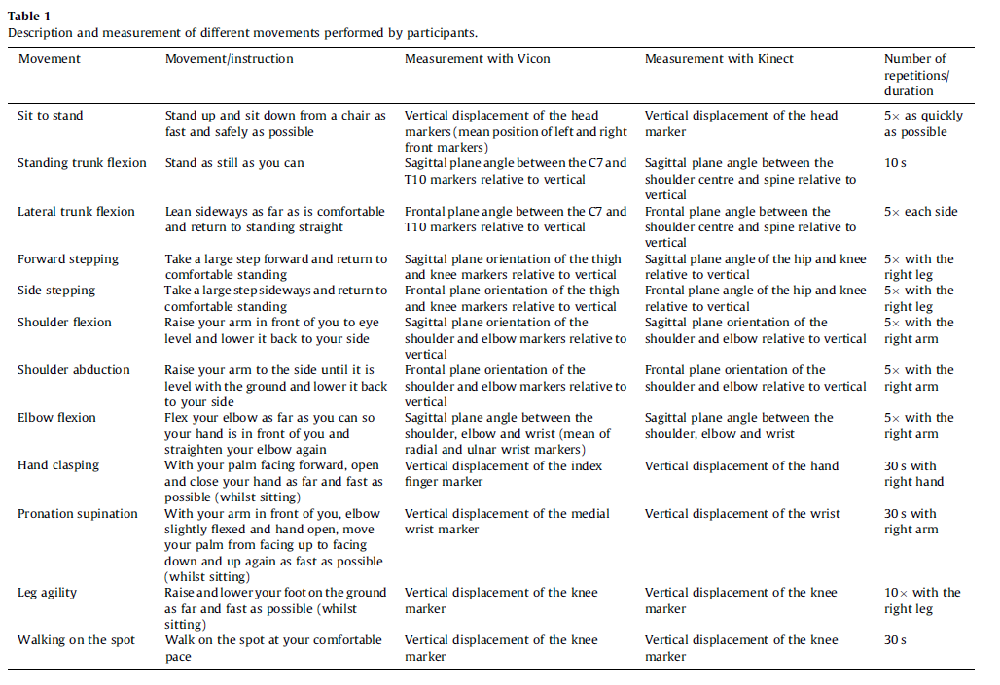 Table 1
Description and measurement of different movements performed by participants.
Movement Movement/instruction Measurement with Vicon Measurement with Kinect Number of
repetitions/
duration
Sit to stand Stand up and sit down from a chair as Vertical displacement of the head Vertical displacement of the head 5× as quickly
fast and safely as possible markers (mean position of left and right marker as possible
front markers)
Standing trunk flexion Stand as still as you can Sagittal plane angle between the C7 and Sagittal plane angle between the 10 s
T10 markers relative to vertical shoulder centre and spine relative to
vertical
Lateral trunk flexion Lean sideways as far as is comfortable Frontal plane angle between the C7 and Frontal plane angle between the 5× each side
and return to standing straight T10 markers relative to vertical shoulder centre and spine relative to
vertical
Forward stepping Take a large step forward and return to Sagittal plane orientation of the thigh Sagittal plane angle of the hip and knee 5× with the
comfortable standing and knee markers relative to vertical relative to vertical right leg
Side stepping Take a large step sideways and return to Frontal plane orientation of the thigh Frontal plane angle of the hip and knee 5× with the
comfortable standing and knee markers relative to vertical relative to vertical right leg
Shoulder flexion Raise your arm in front of you to eye Sagittal plane orientation of the Sagittal plane orientation of the 5× with the
level and lower it back to your side shoulder and elbow markers relative to shoulder and elbow relative to vertical right arm
vertical
Shoulder abduction Raise your arm to the side until it is Frontal plane orientation of the Frontal plane orientation of the 5× with the
level with the ground and lower it back shoulder and elbow markers relative to shoulder and elbow relative to vertical right arm
to your side vertical
Elbow flexion Flex your elbow as far as you can so Sagittal plane angle between the Sagittal plane angle between the 5× with the
your hand is in front of you and shoulder, elbow and wrist (mean of shoulder, elbow and wrist right arm
straighten your elbow again radial and ulnar wrist markers)
Hand clasping With your palm facing forward, open Vertical displacement of the index Vertical displacement of the hand 30 s with
and close your hand as far and fast as finger marker right hand
possible (whilst sitting)
Pronation supination With your arm in front of you, elbow Vertical displacement of the medial Vertical displacement of the wrist 30 s with
slightly flexed and hand open, move wrist marker right arm
your palm from facing up to facing
down and up again as fast as possible
(whilst sitting)
Leg agility Raise and lower your foot on the ground Vertical displacement of the knee Vertical displacement of the knee 10× with the
as far and fast as possible (whilst marker marker right leg
sitting)
Walking on the spot Walk on the spot at your comfortable Vertical displacement of the knee Vertical displacement of the knee 30 s
pace marker marker